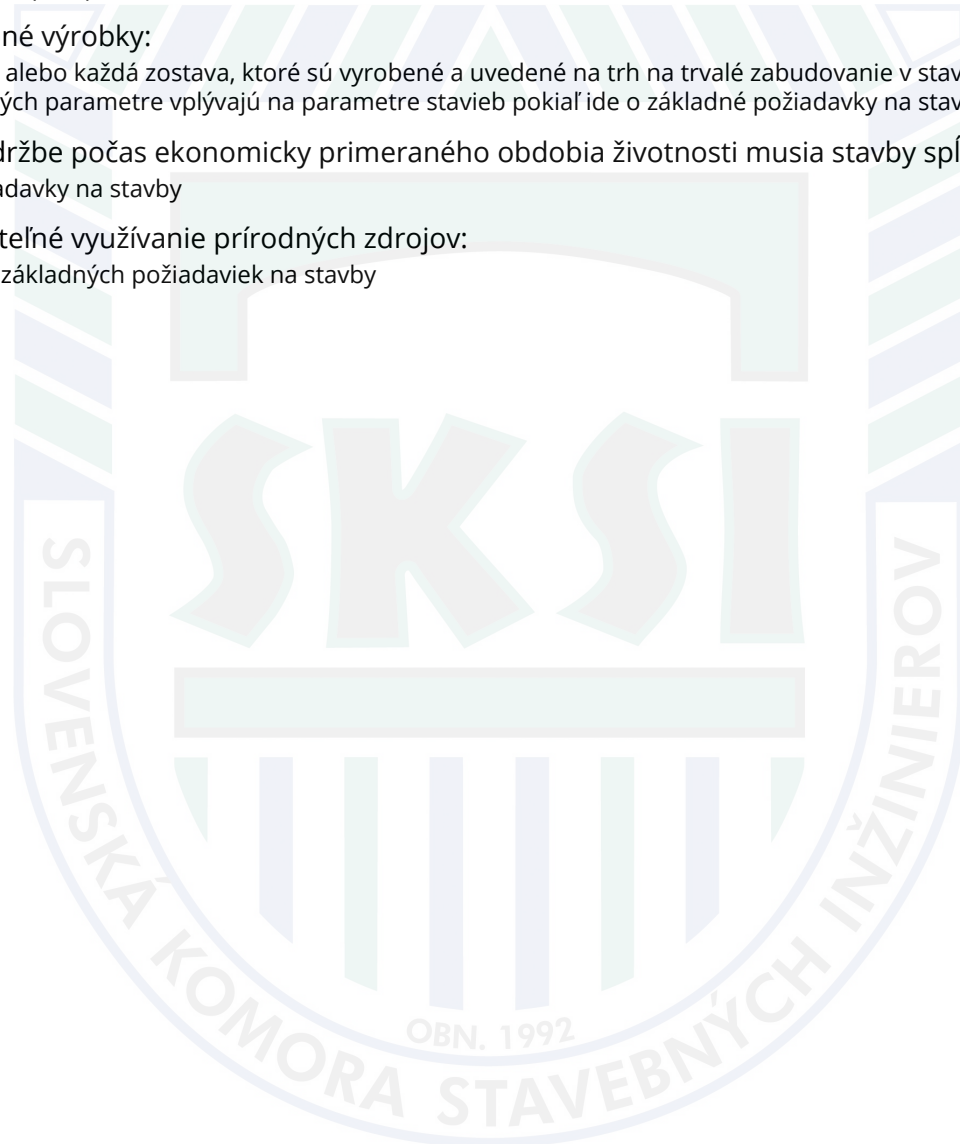 né výrobky:
alebo každá zostava, ktoré sú vyrobené a uvedené na trh na trvalé zabudovanie v stav
ých parametre vplývajú na parametre stavieb pokiaľ ide o základné požiadavky na stav
držbe počas ekonomicky primeraného obdobia životnosti musia stavby spĺ
adavky na stavby
teľné využívanie prírodných zdrojov:
základných požiadaviek na stavby
SKSI
SLOVENSKÁ KOMORA STAVEBNÝCH INŽINIEROV
OBN. 1992